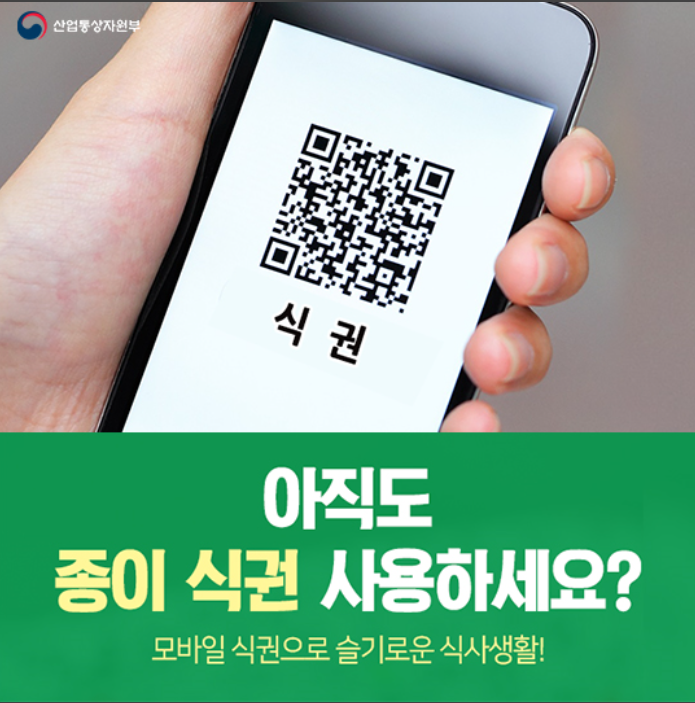 산업통상자원부
식권
아직도
종이 식권 사용하세요?
모바일 식권으로 슬기로운 식사생활!